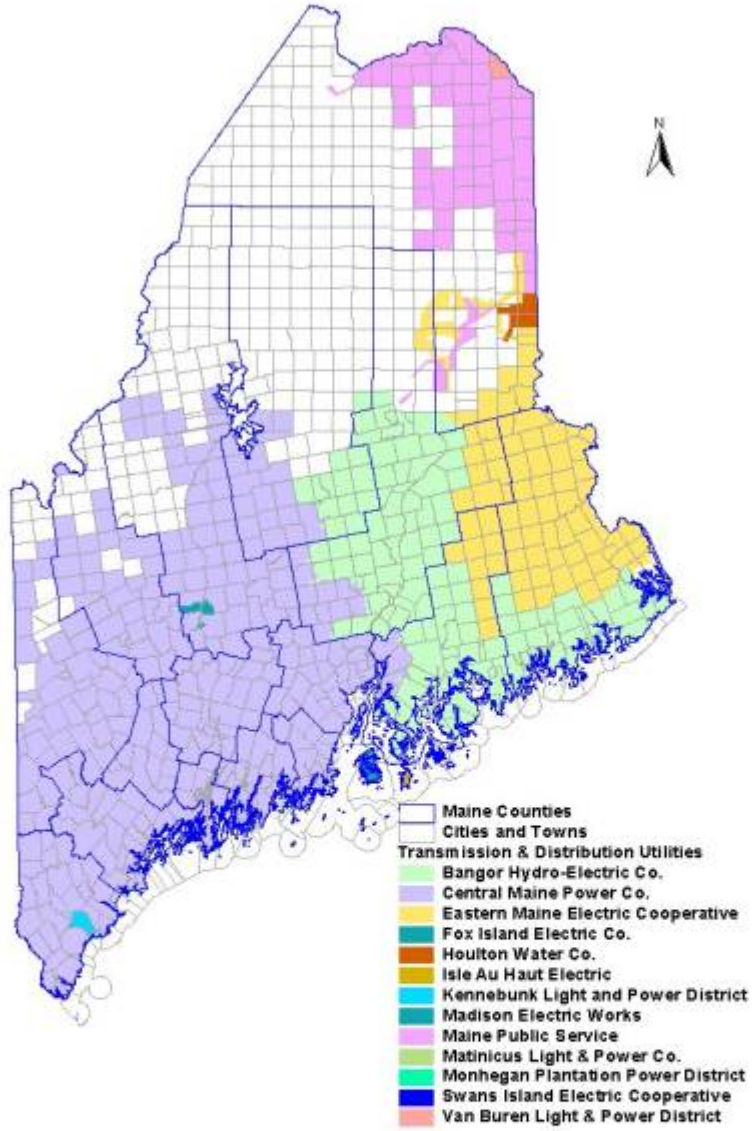 N
Maine Counties
Cities and Towns
Transmission & Distribution Utilities
Bangor Hydro-Electric Co.
Central Maine Power Co.
Eastern Maine Electric Cooperative
Fox Island Electric Co.
Houlton Water Co.
Isle Au Haut Electric
Kennebunk Light and Power District
Madison Electric Works
Maine Public Service
Matinicus Light & Power Co.
Monhegan Plantation Power District
Swans Island Electric Cooperative
Van Buren Light & Power District